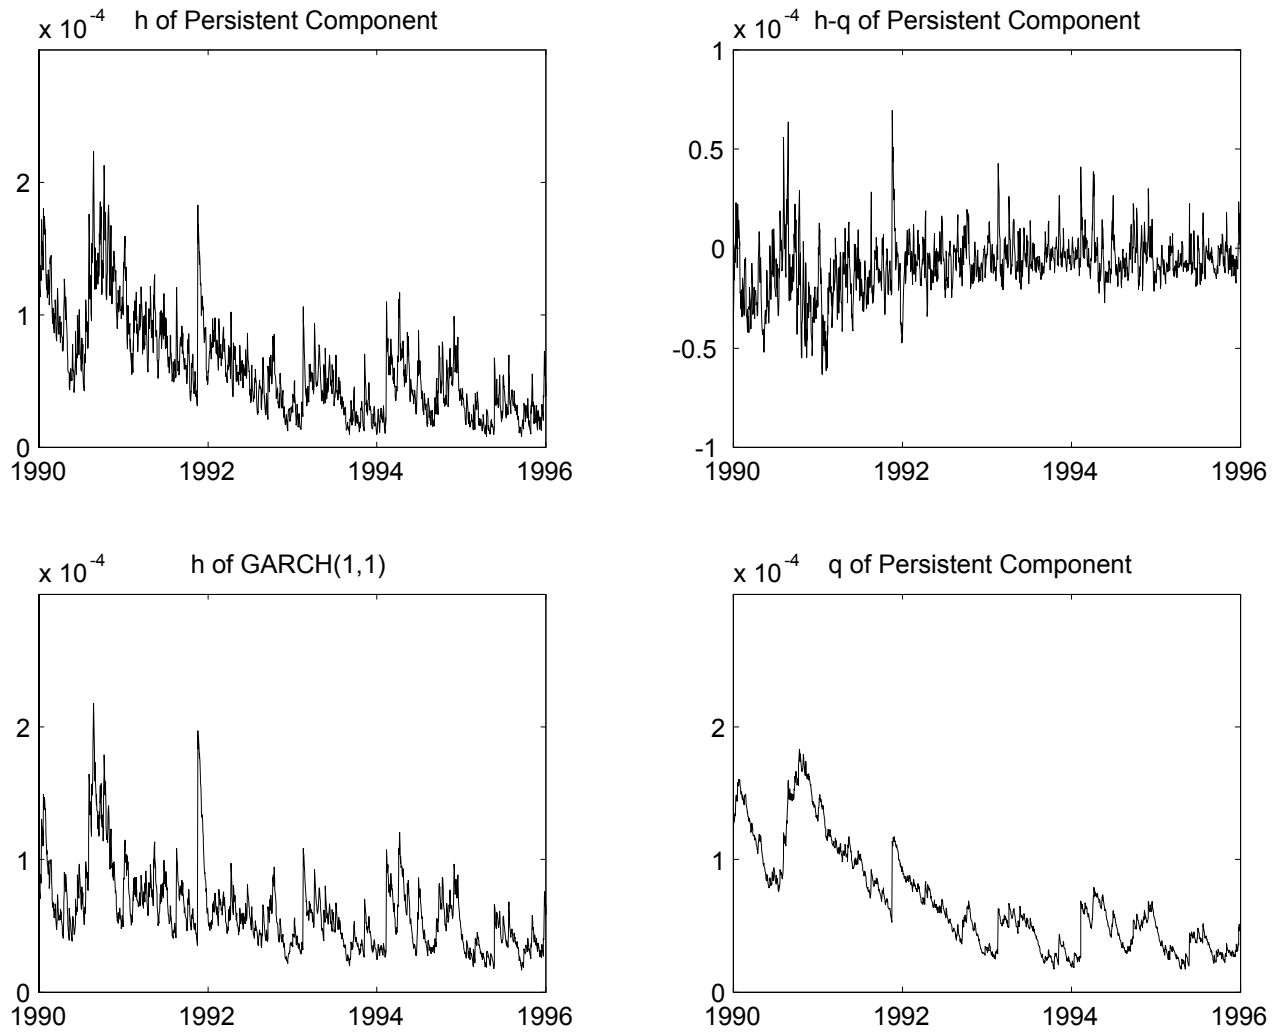 x 10^-4 h of Persistent Component
2
1
0
1990 1992 1994 1996
x 10^-4 h-q of Persistent Component
1
0.5
0
-0.5
-1
1990 1992 1994 1996
x 10^-4 h of GARCH(1,1)
2
1
0
1990 1992 1994 1996
x 10^-4 q of Persistent Component
2
1
0
1990 1992 1994 1996